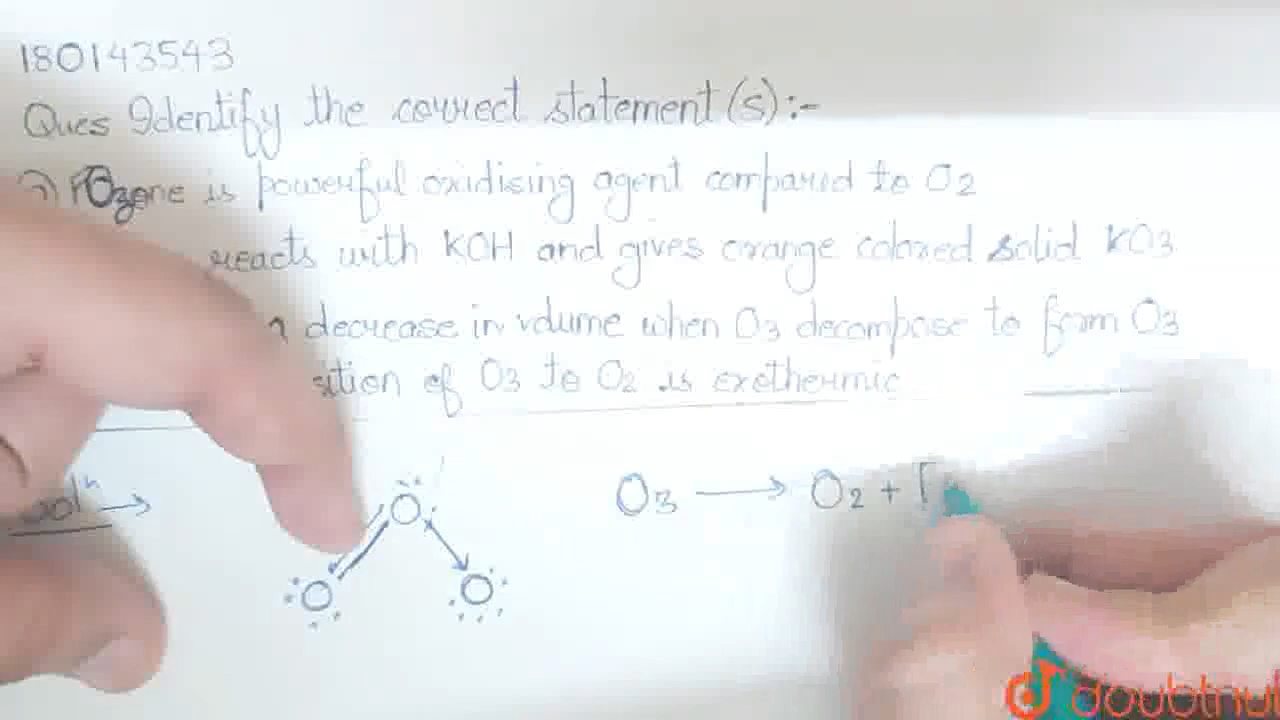 180143543
Ques Identify the correct statement(s):-
Ozone is powerful oxidising agent compared to O2
reacts with KOH and gives orange colored solid KO3
decrease in volume when O3 decompose to form O3
sition of O3 to O2 is exothermic
soln →
O3 → O2 + [
O
O O
doubtnut